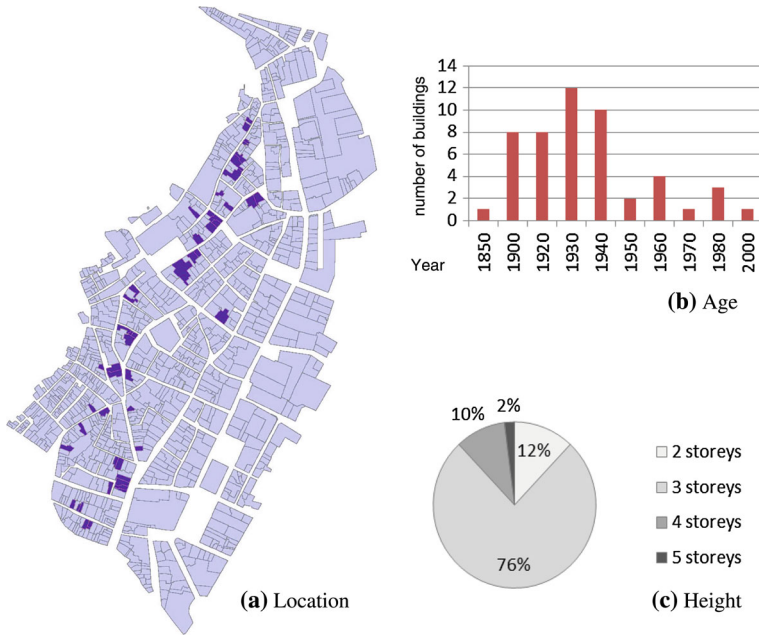 (a) Location
number of buildings
14
12
10
8
6
4
2
0
Year
1850
1900
1920
1930
1940
1950
1960
1970
1980
2000
(b) Age
10%
2%
12%
76%
2 storeys
3 storeys
4 storeys
5 storeys
(c) Height